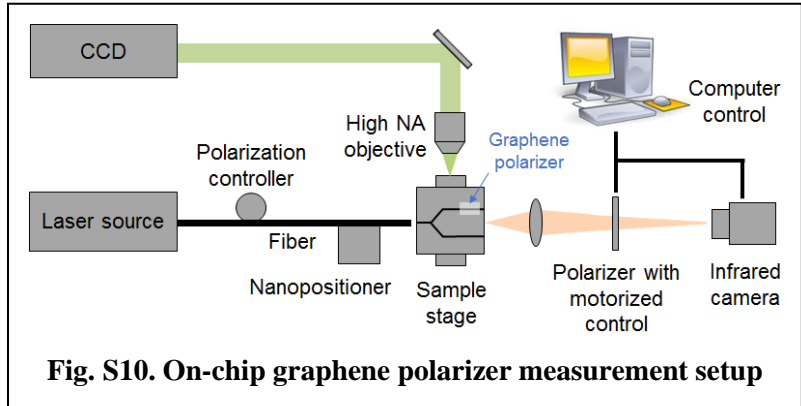 CCD
High NA
objective
Graphene
polarizer
Computer
control
Polarization
controller
Laser source
Fiber
Nanopositioner
Sample
stage
Polarizer with
motorized
control
Infrared
camera
Fig. S10. On-chip graphene polarizer measurement setup